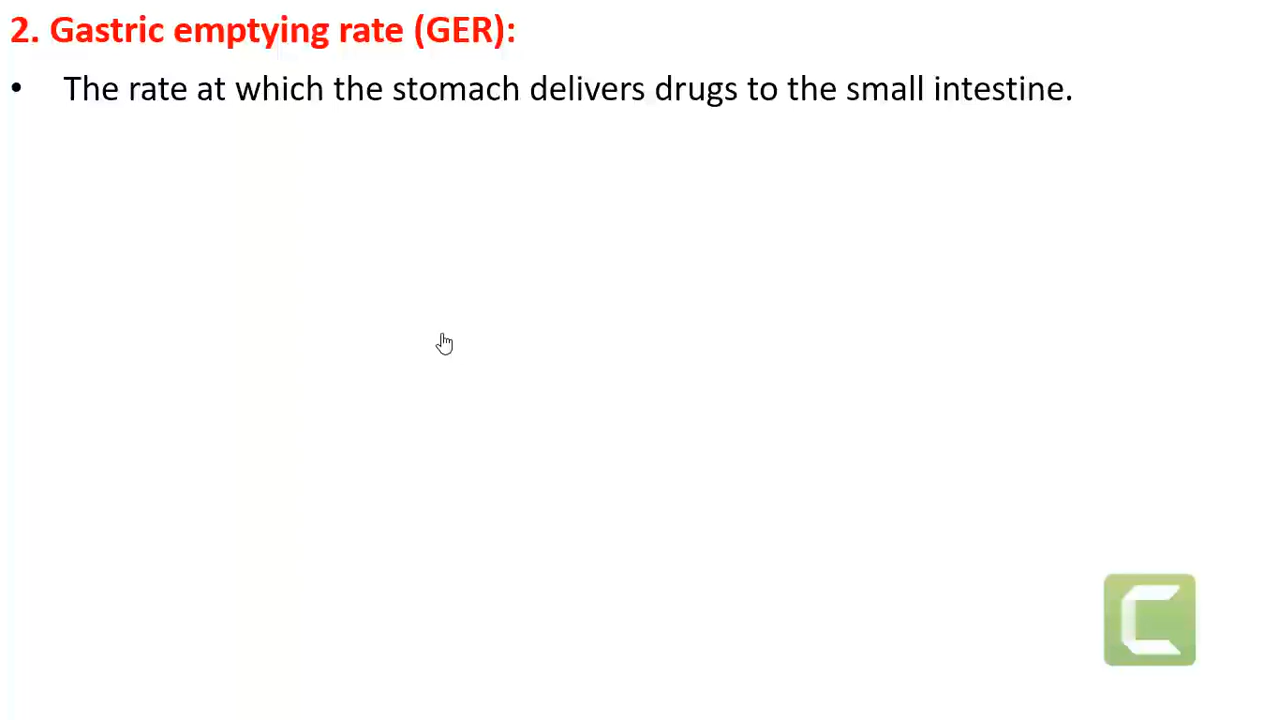 2. Gastric emptying rate (GER):
• The rate at which the stomach delivers drugs to the small intestine.